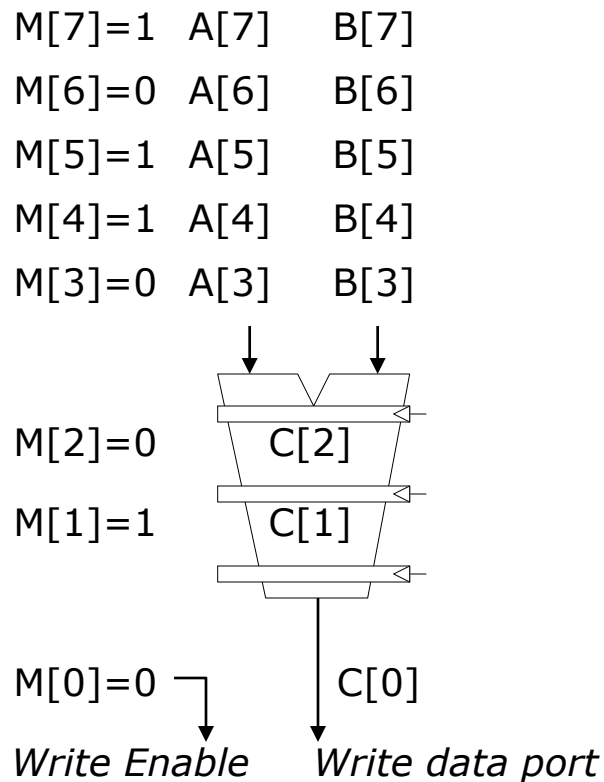 M[7]=1 A[7] B[7]
M[6]=0 A[6] B[6]
M[5]=1 A[5] B[5]
M[4]=1 A[4] B[4]
M[3]=0 A[3] B[3]
M[2]=0 C[2]
M[1]=1 C[1]
M[0]=0 C[0]
Write Enable Write data port